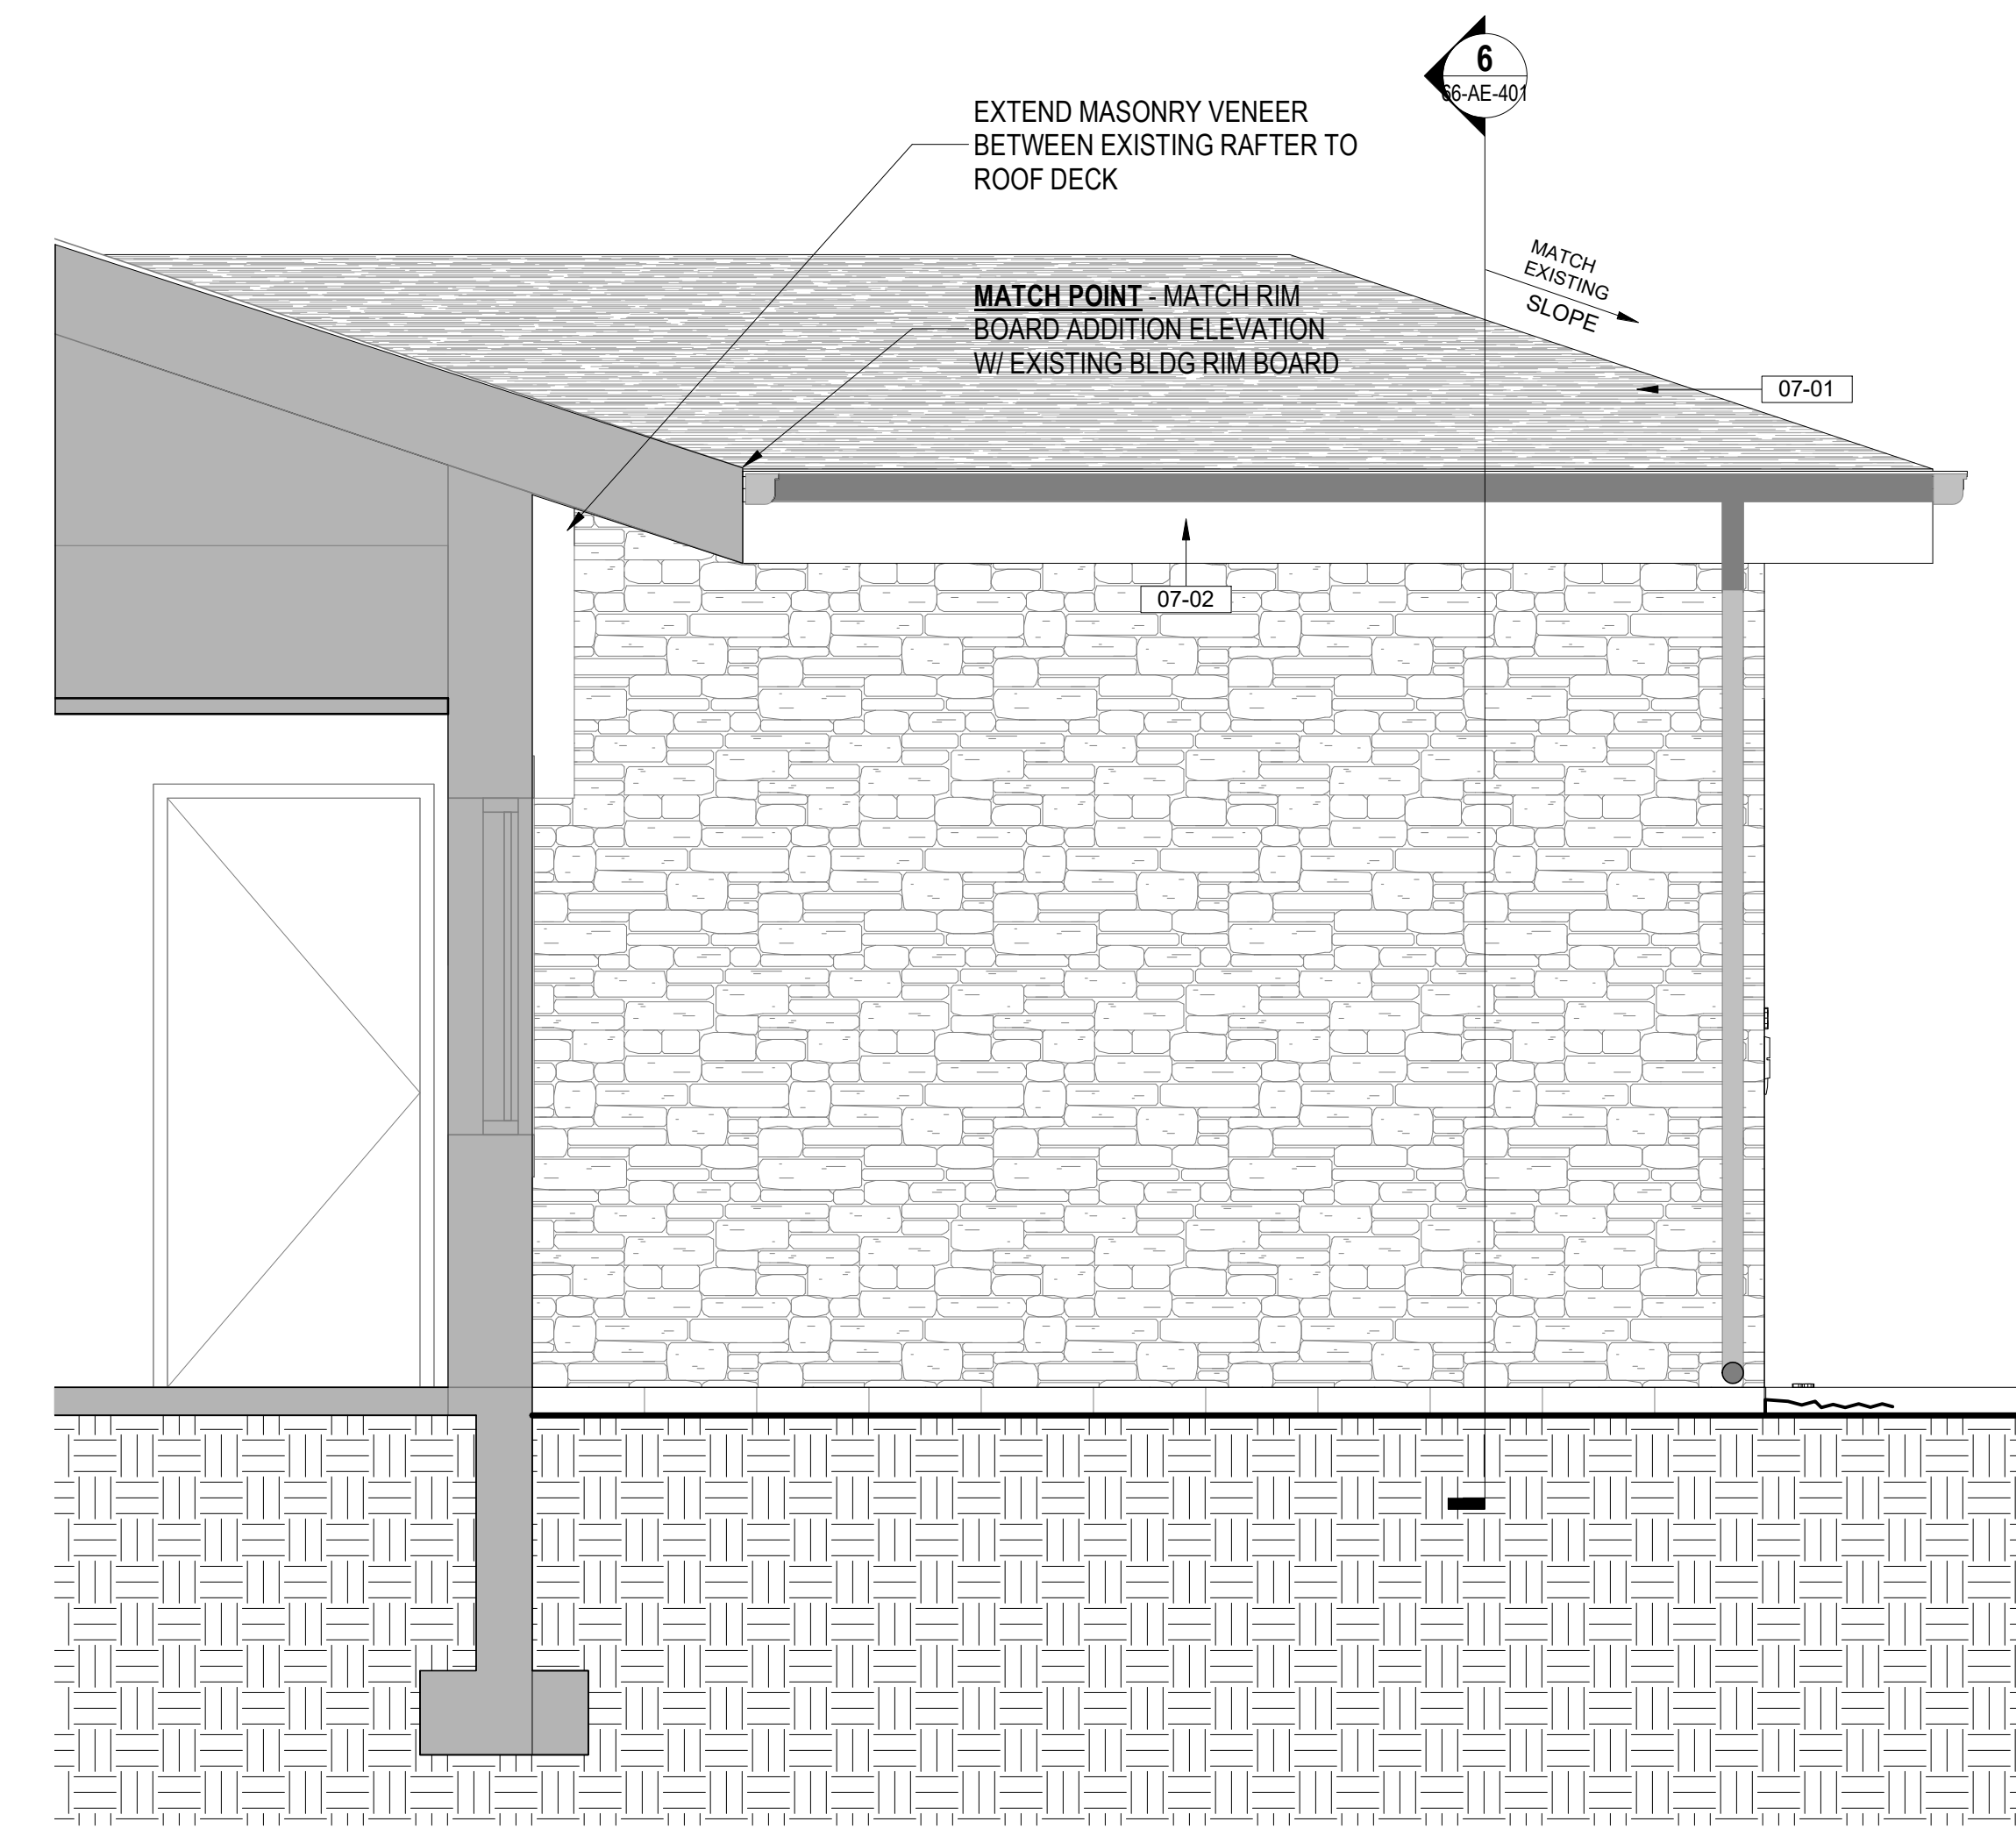 6
66-AE-401
EXTEND MASONRY VENEER
BETWEEN EXISTING RAFTER TO
ROOF DECK
MATCH
EXISTING
SLOPE
MATCH POINT - MATCH RIM
BOARD ADDITION ELEVATION
W/ EXISTING BLDG RIM BOARD
07-01
07-02